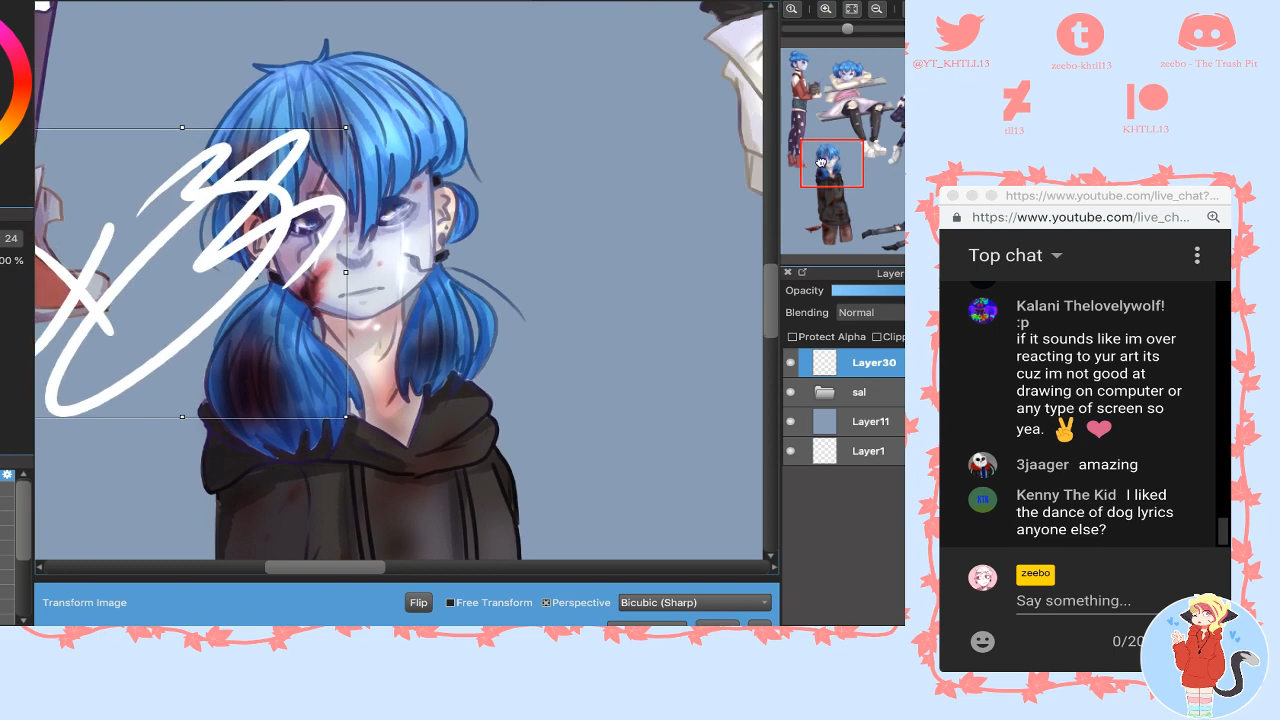 @YT_KHTLL13
zeebo-khtll13
zeebo - The Trash Pit
tll13
KHTLL13
https://www.youtube.com/live_chat?...
https://www.youtube.com/live_ch...
Top chat
Kalani Thelovelywolf!
:p
if it sounds like im over
reacting to yur art its
cuz im not good at
drawing on computer or
any type of screen so
yea.
3jaager amazing
Kenny The Kid I liked
the dance of dog lyrics
anyone else?
zeebo
Say something...
0/20
24
00 %
Layer
Opacity
Blending Normal
Protect Alpha Clipp
Layer30
sal
Layer11
Layer1
Transform Image
Flip
Free Transform
Perspective
Bicubic (Sharp)